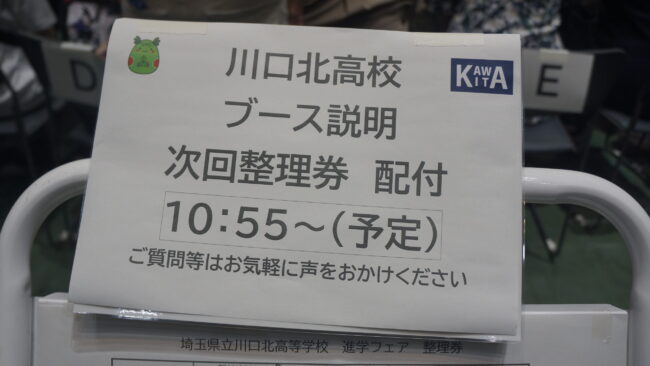 川口北高校
KAWA
KITA
ブース説明
次回整理券 配付
10:55～(予定)
ご質問等はお気軽に声をおかけください
埼玉県立川口北高等学校 進学フェア 整理券
D
E